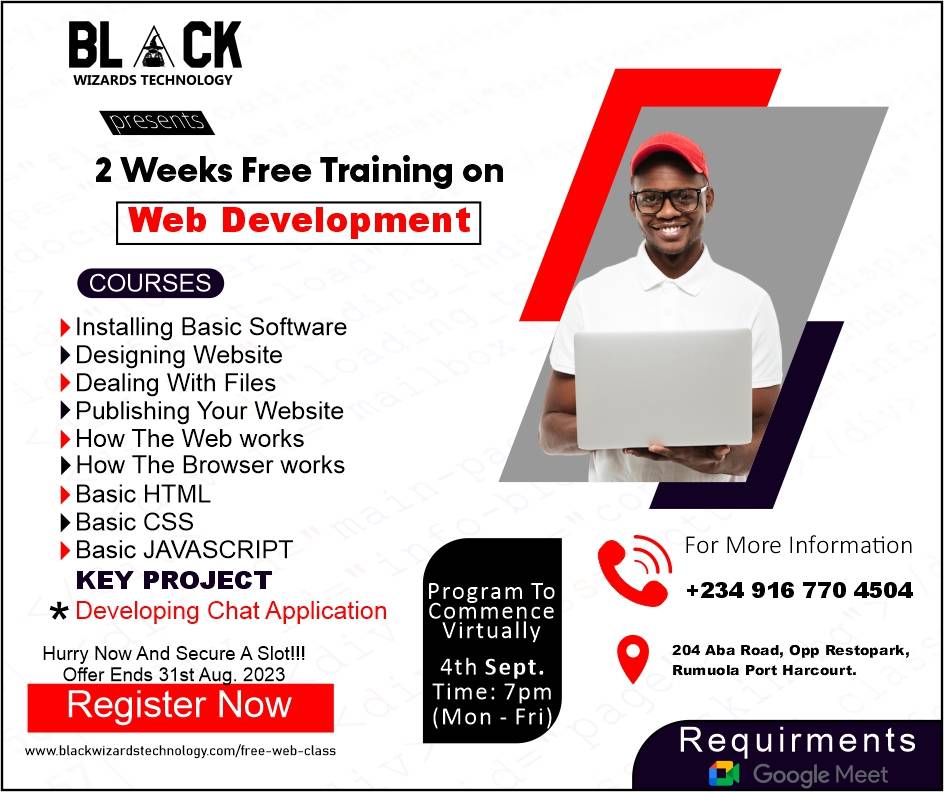 BLACK
WIZARDS TECHNOLOGY
presents
2 Weeks Free Training on
Web Development
COURSES
Installing Basic Software
Designing Website
Dealing With Files
Publishing Your Website
How The Web works
How The Browser works
Basic HTML
Basic CSS
Basic JAVASCRIPT
KEY PROJECT
* Developing Chat Application
Hurry Now And Secure A Slot!!!
Offer Ends 31st Aug. 2023
Register Now
www.blackwizardstechnology.com/free-web-class
Program To
Commence
Virtually
4th Sept.
Time: 7pm
(Mon - Fri)
For More Information
+234 916 770 4504
204 Aba Road, Opp Restopark,
Rumuola Port Harcourt.
Requirments
Google Meet